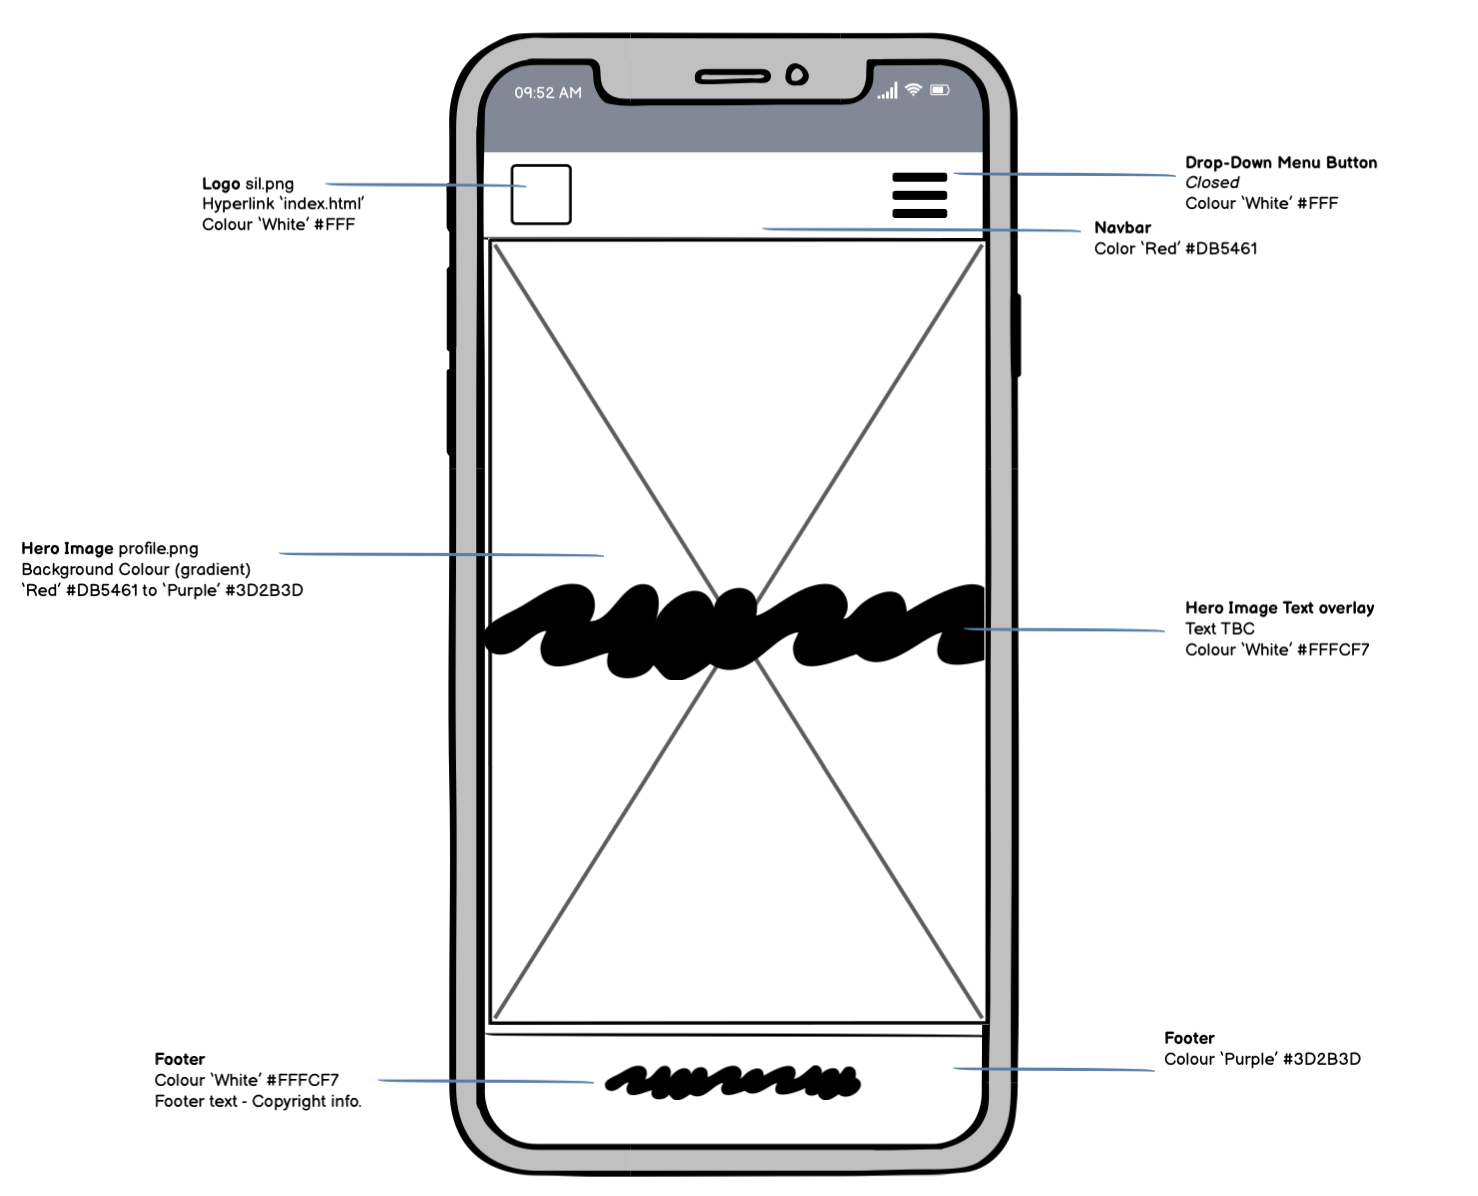 09:52 AM
Logo sil.png
Hyperlink 'index.html'
Colour 'White' #FFF
Drop-Down Menu Button
Closed
Colour 'White' #FFF
Navbar
Color 'Red' #DB5461
Hero Image profile.png
Background Colour (gradient)
'Red' #DB5461 to 'Purple' #3D2B3D
Hero Image Text overlay
Text TBC
Colour 'White' #FFFCF7
Footer
Colour 'White' #FFFCF7
Footer text - Copyright info.
Footer
Colour 'Purple' #3D2B3D